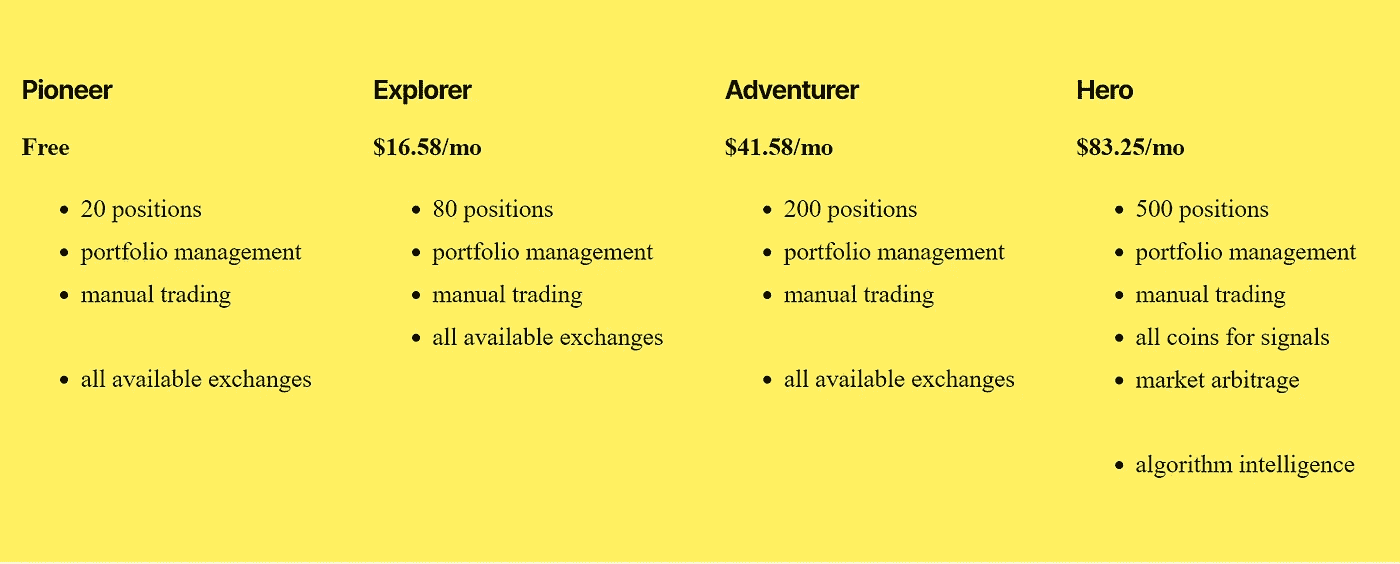 Pioneer
Free
• 20 positions
• portfolio management
• manual trading
• all available exchanges
Explorer
$16.58/mo
• 80 positions
• portfolio management
• manual trading
• all available exchanges
Adventurer
$41.58/mo
• 200 positions
• portfolio management
• manual trading
• all available exchanges
Hero
$83.25/mo
• 500 positions
• portfolio management
• manual trading
• all coins for signals
• market arbitrage
• algorithm intelligence